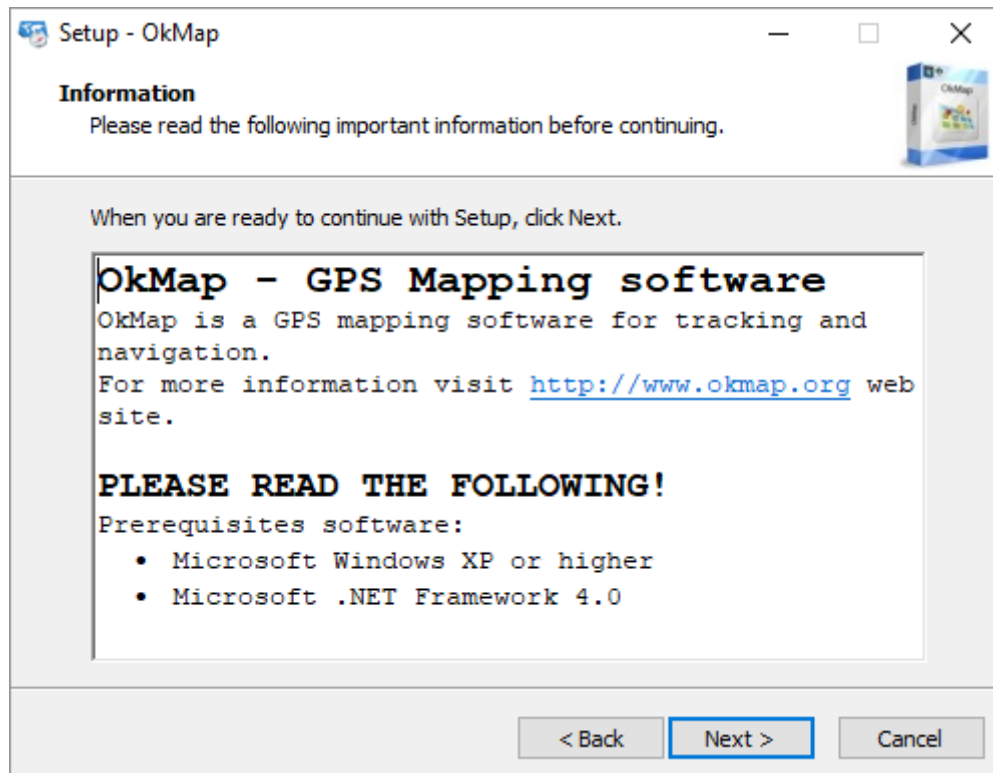 Setup - OkMap
Information
Please read the following important information before continuing.
OkMap
When you are ready to continue with Setup, click Next.
OkMap - GPS Mapping software
OkMap is a GPS mapping software for tracking and
navigation.
For more information visit http://www.okmap.org web
site.
PLEASE READ THE FOLLOWING!
Prerequisites software:
• Microsoft Windows XP or higher
• Microsoft .NET Framework 4.0
< Back
Next >
Cancel